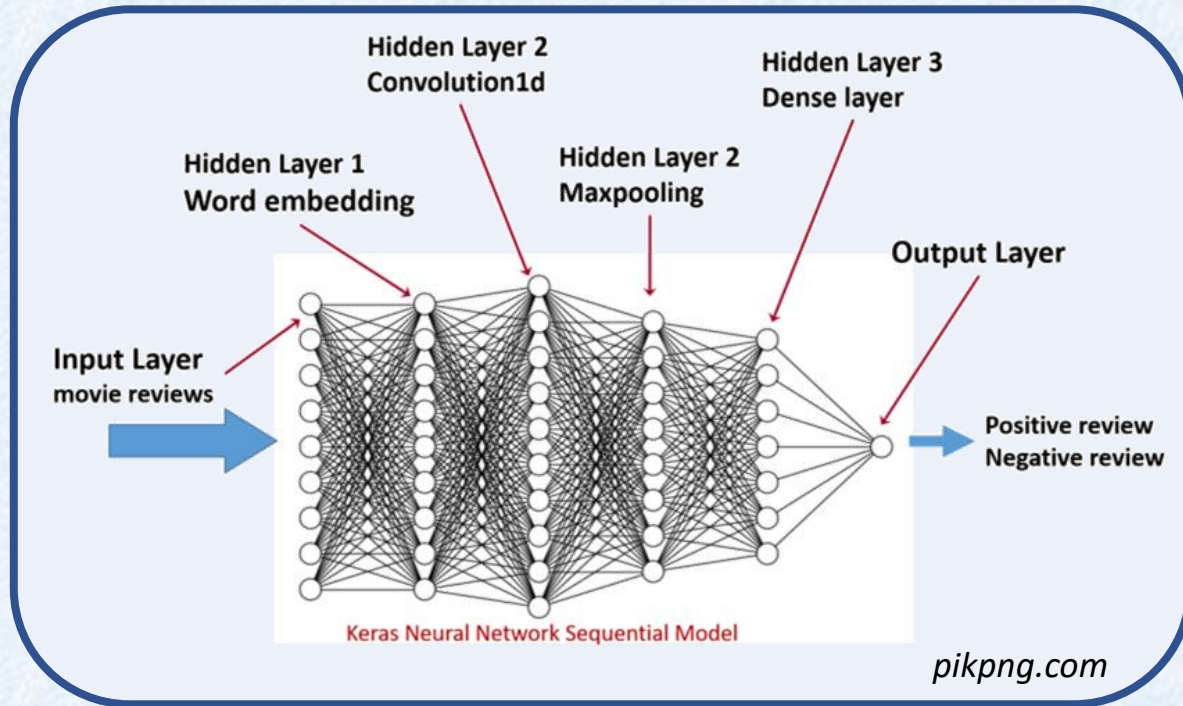 Hidden Layer 2
Convolution1d
Hidden Layer 3
Dense layer
Hidden Layer 1
Word embedding
Hidden Layer 2
Maxpooling
Output Layer
Input Layer
movie reviews
Positive review
Negative review
Keras Neural Network Sequential Model
pikpng.com